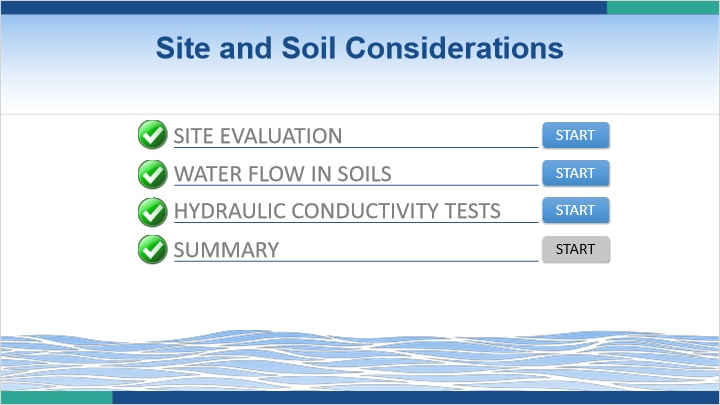 Site and Soil Considerations
SITE EVALUATION START
WATER FLOW IN SOILS START
HYDRAULIC CONDUCTIVITY TESTS START
SUMMARY START